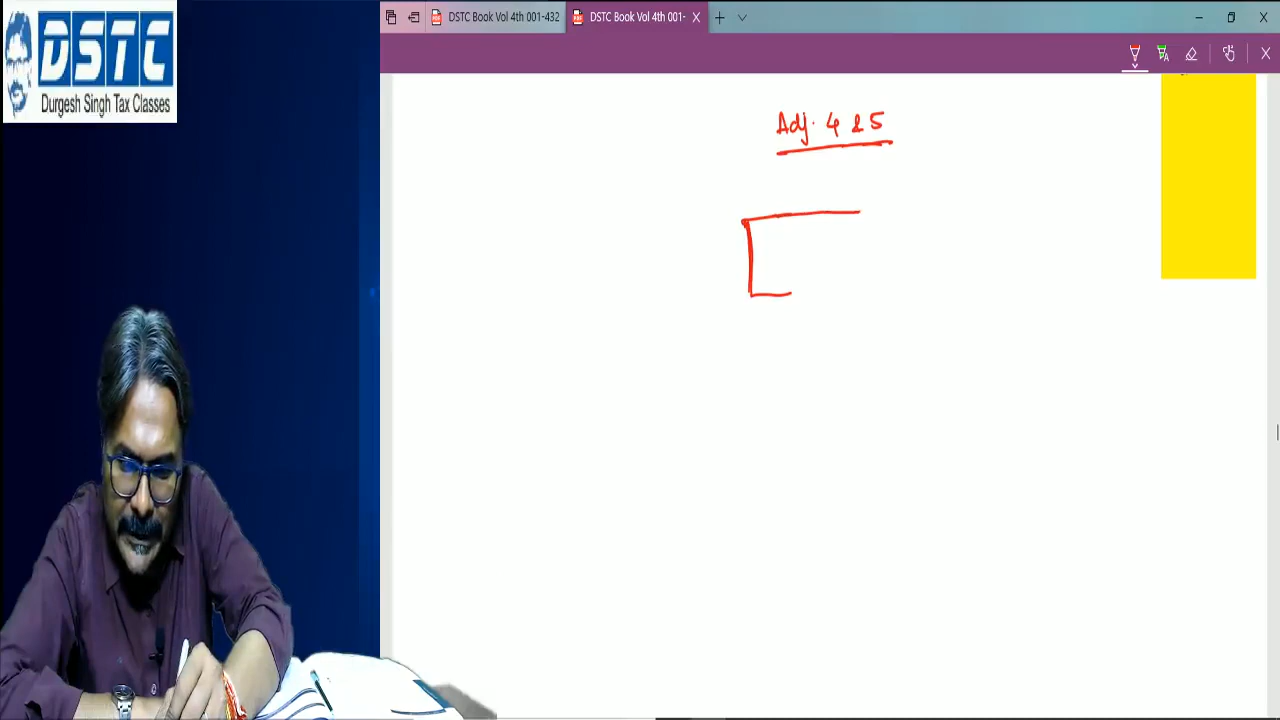 DSTC
Durgesh Singh Tax Classes
DSTC Book Vol 4th 001-432
DSTC Book Vol 4th 001-
Adj. 4 & 5